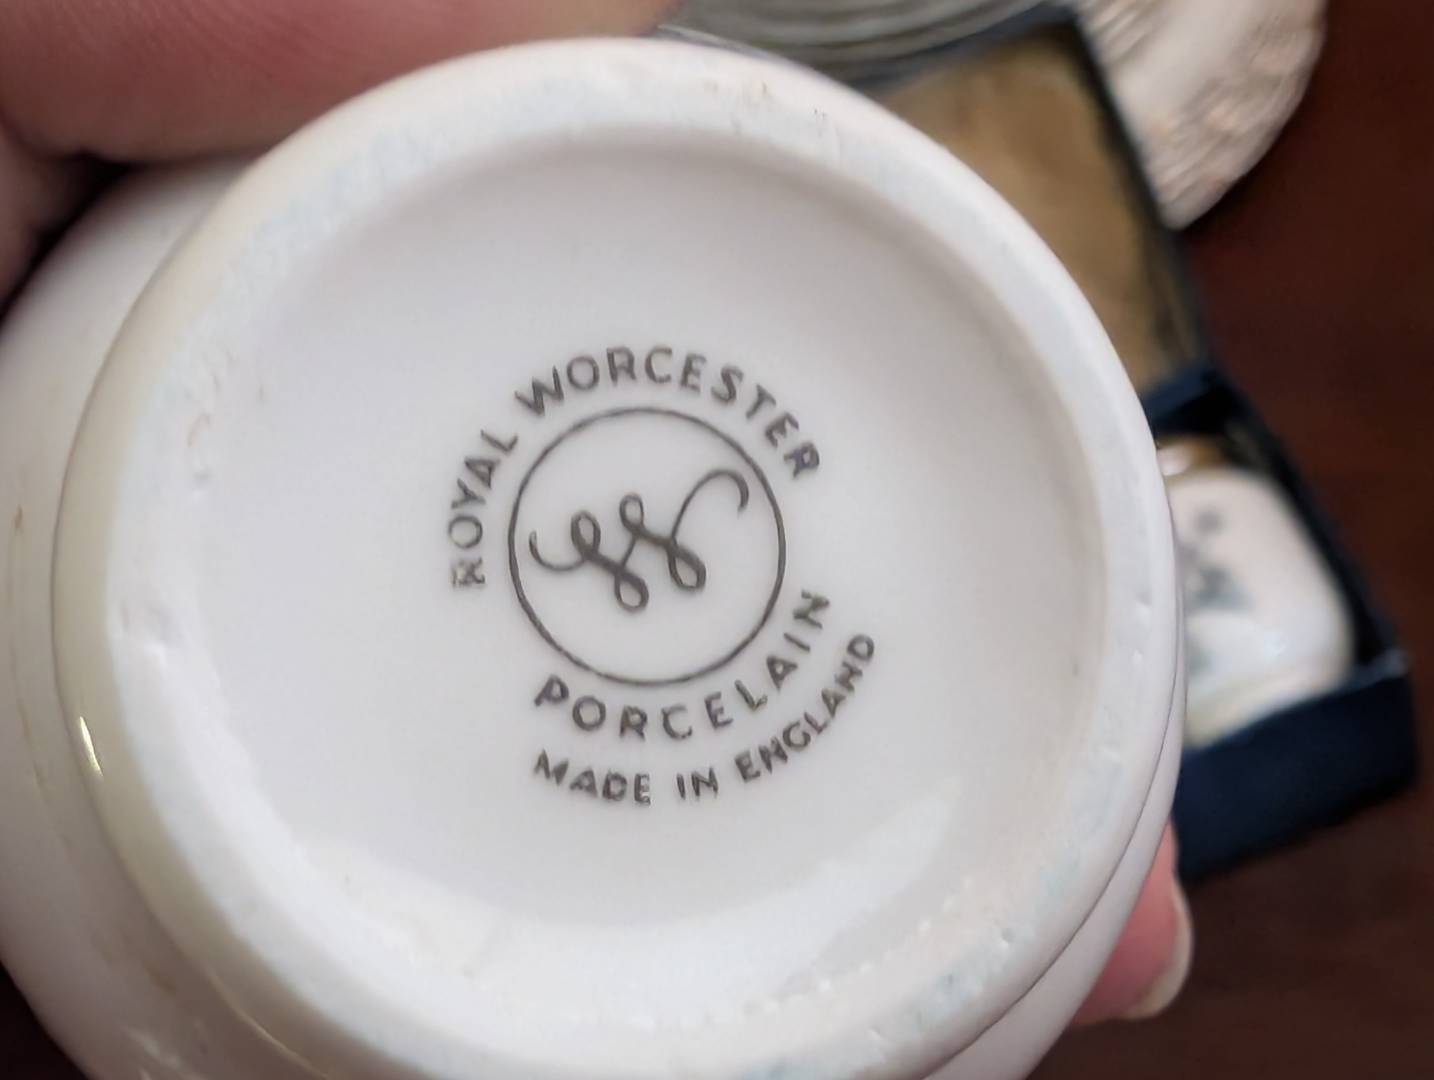 ROYAL WORCESTER
PORCELAIN
MADE IN ENGLAND